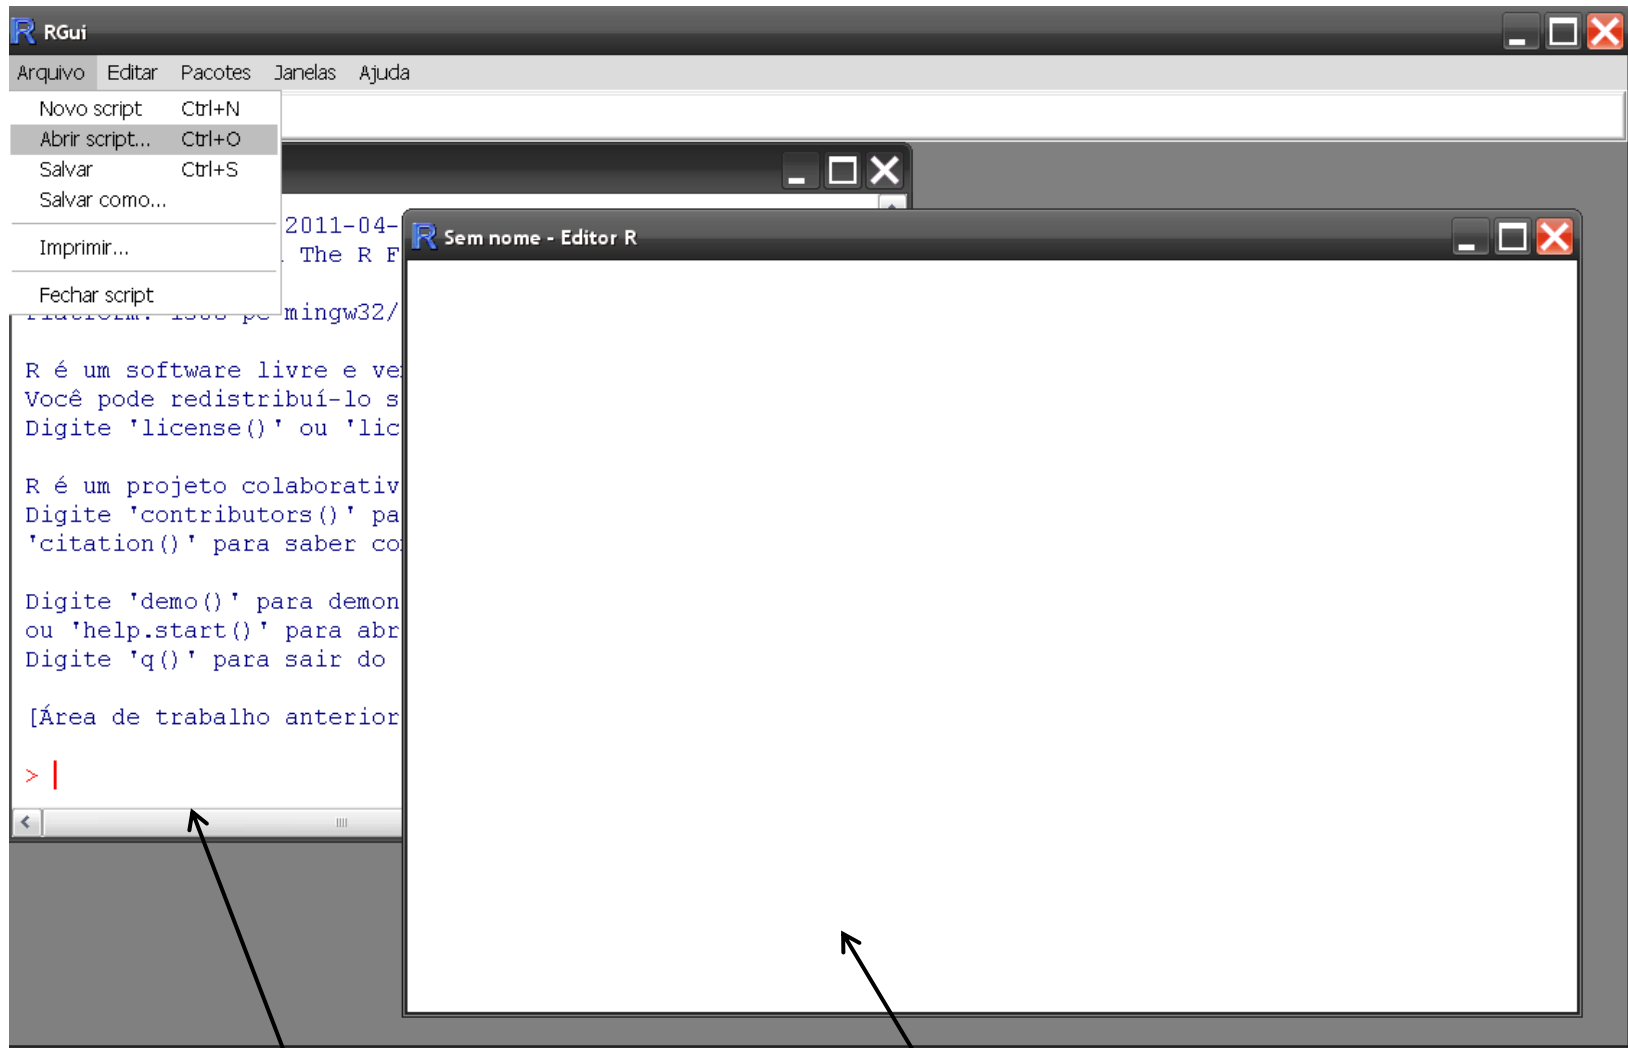 RGui
Arquivo Editar Pacotes Janelas Ajuda
Novo script Ctrl+N
Abrir script... Ctrl+O
Salvar Ctrl+S
Salvar como...
Imprimir...
Fechar script
2011-04-
The R F
mingw32/
R é um software livre e
Você pode redistribuí-lo s
Digite 'license()' ou 'lic
R é um projeto colaborativ
Digite 'contributors()' pa
'citation()' para saber co
Digite 'demo()' para demon
ou 'help.start()' para abr
Digite 'q()' para sair do
[Área de trabalho anterior
>
Sem nome - Editor R